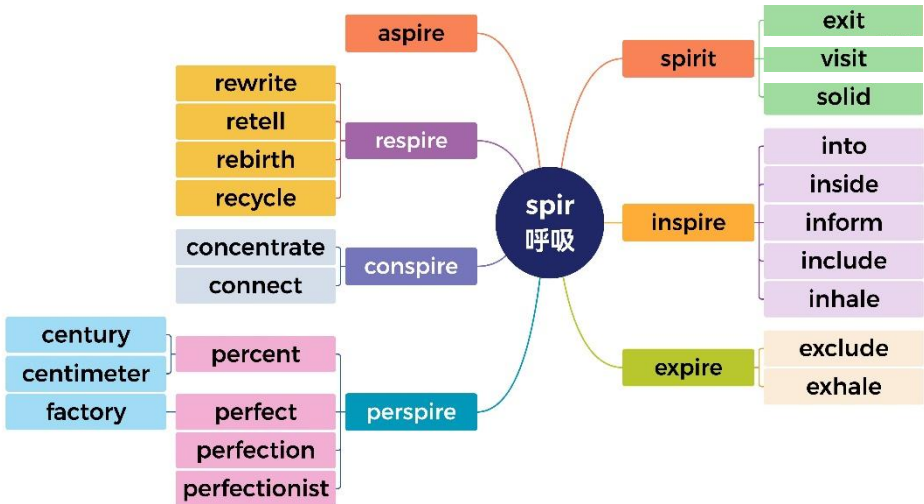 spir
呼吸
aspire
respire
rewrite
retell
rebirth
recycle
conspire
concentrate
connect
perspire
percent
century
centimeter
perfect
factory
perfection
perfectionist
spirit
exit
visit
solid
inspire
into
inside
inform
include
inhale
expire
exclude
exhale